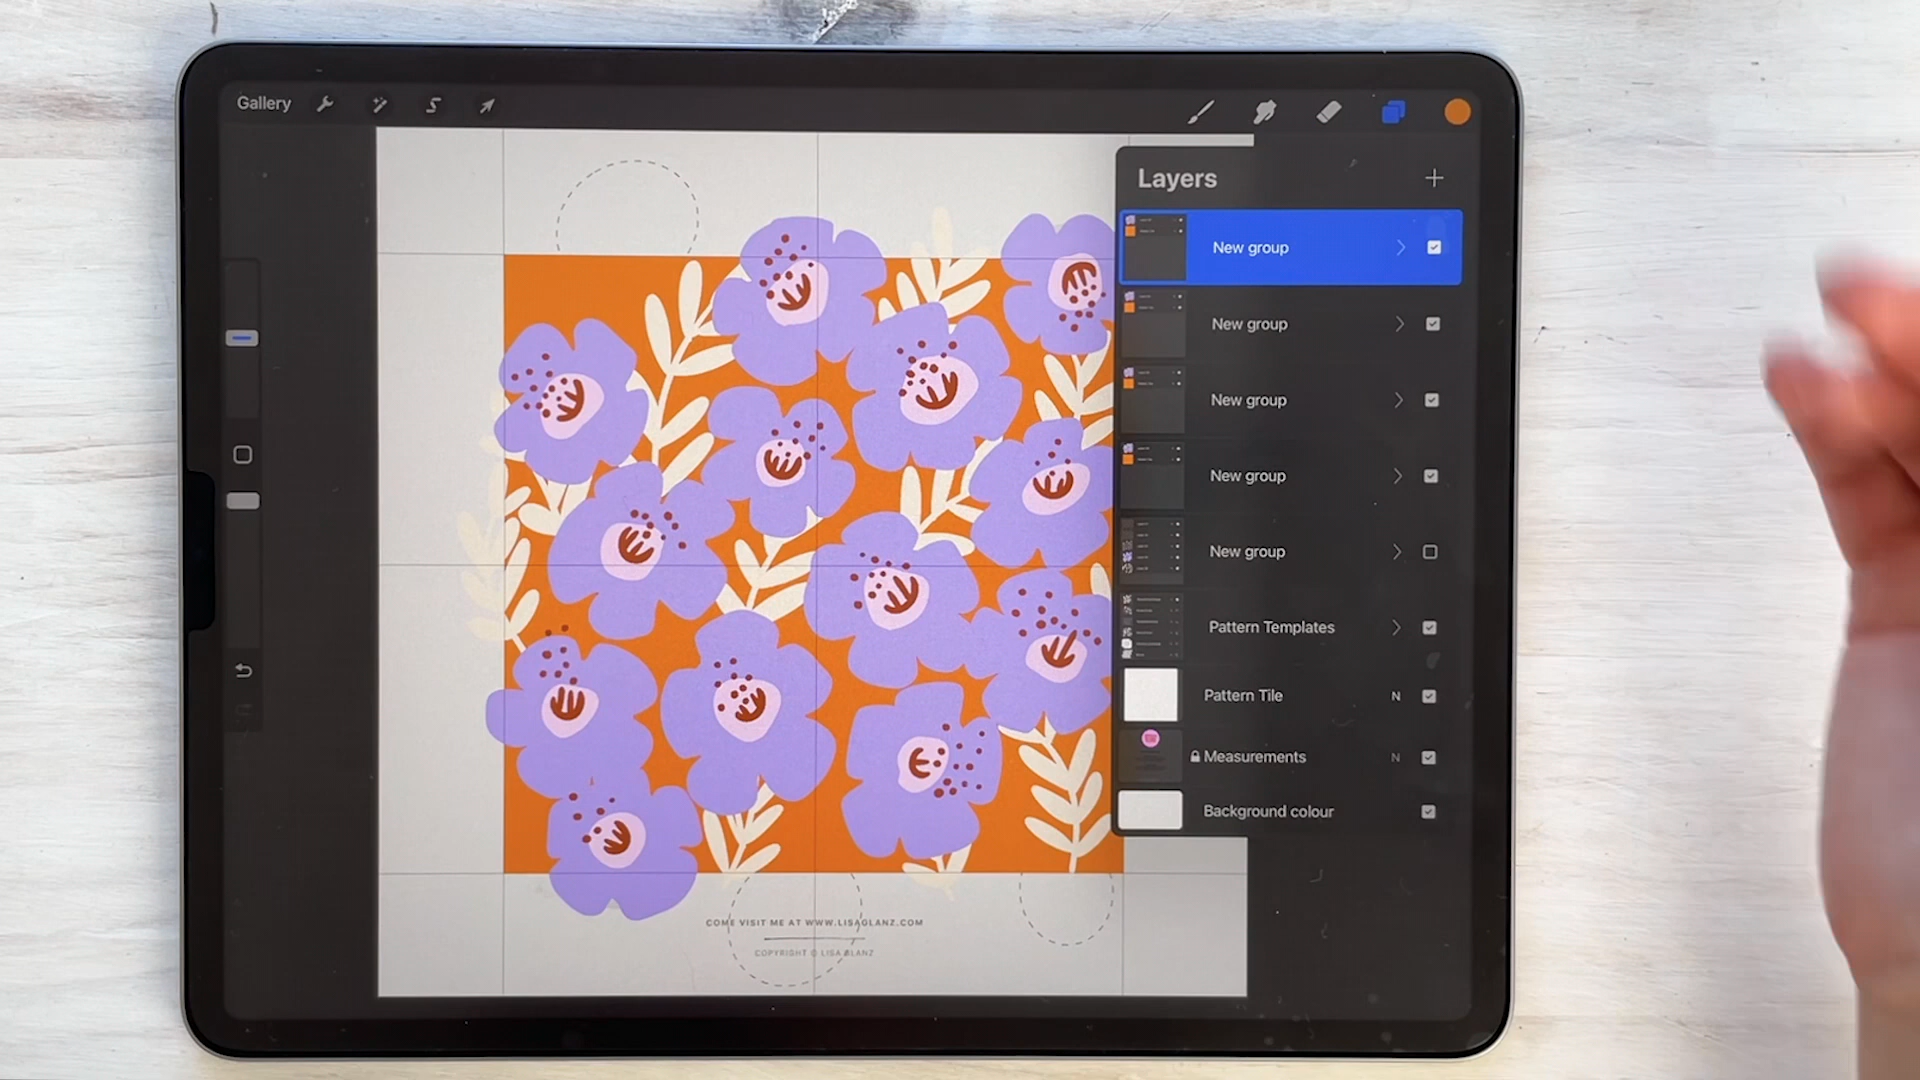 Gallery
Layers
New group
New group
New group
New group
New group
Pattern Templates
Pattern Tile N
Measurements N
Background colour
COME VISIT ME AT WWW.LISAGLANZ.COM
COPYRIGHT © LISA GLANZ